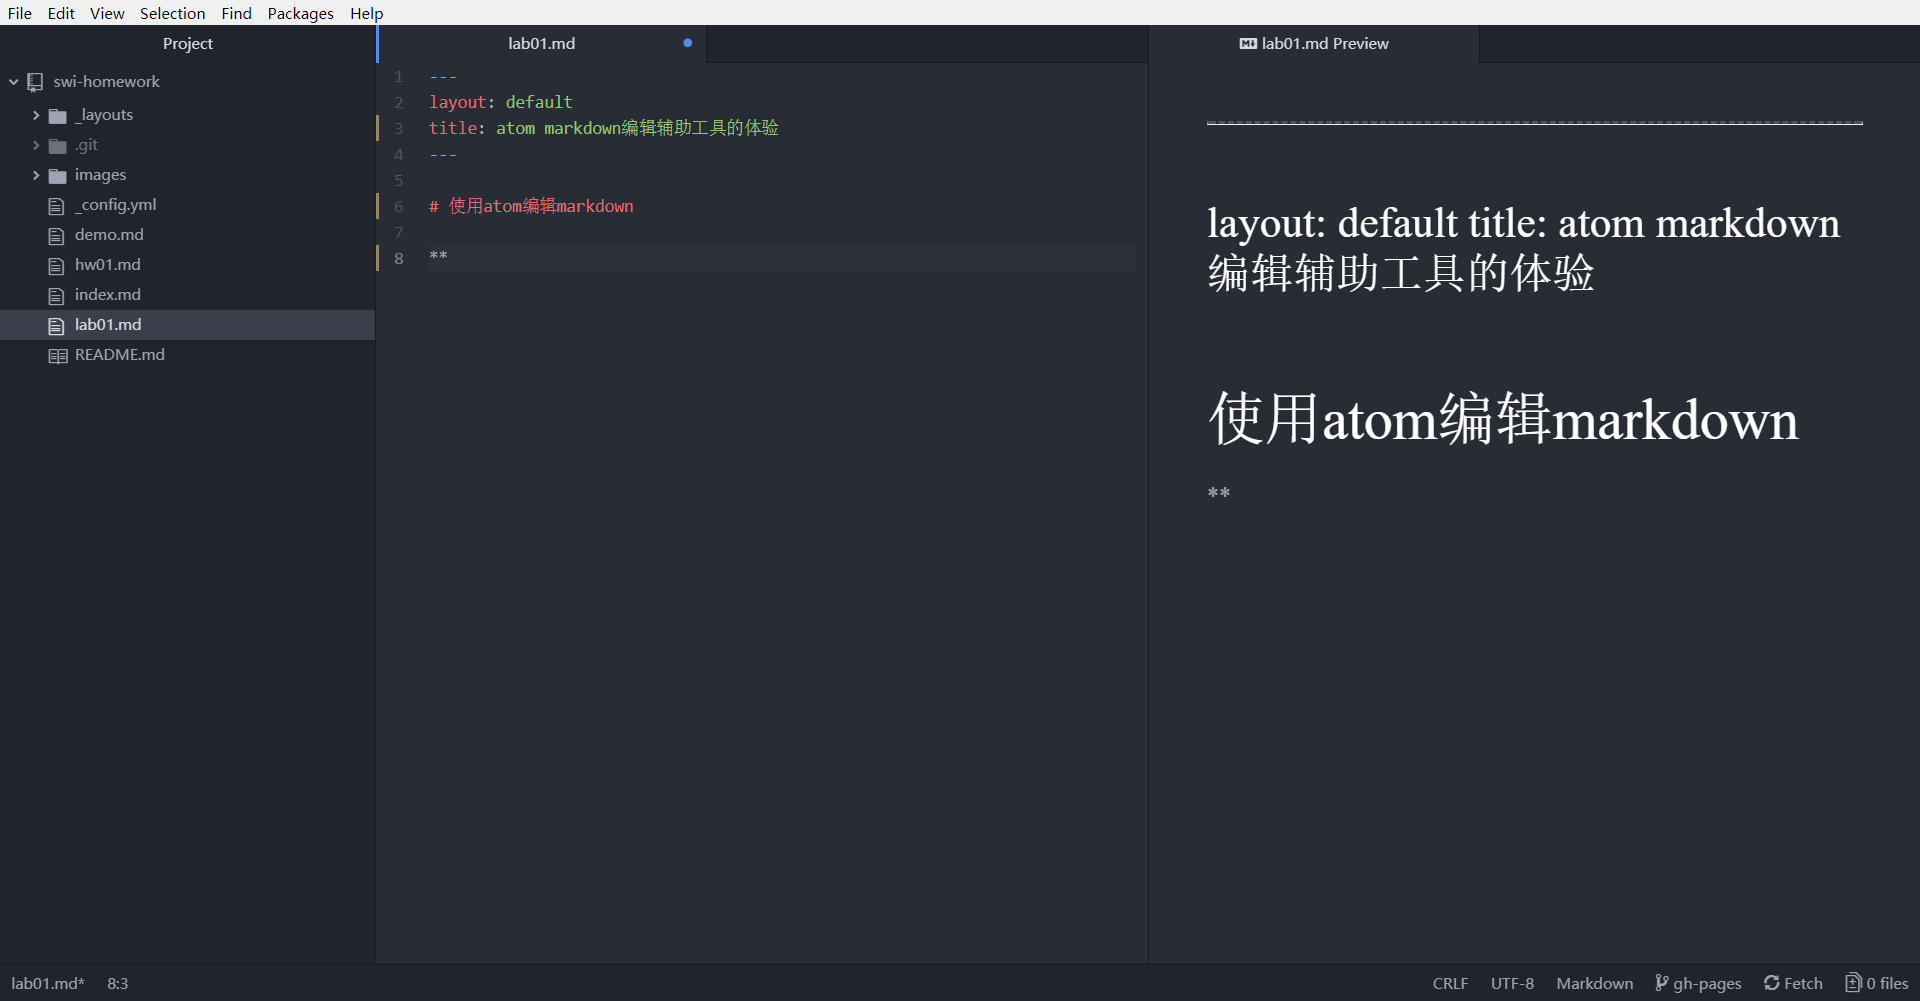 File Edit View Selection Find Packages Help
Project
swi-homework
_layouts
.git
images
_config.yml
demo.md
hw01.md
index.md
lab01.md
README.md
lab01.md
1 ---
2 layout: default
3 title: atom markdown编辑辅助工具的体验
4 ---
5
6 # 使用atom编辑markdown
7
8 **
lab01.md Preview
layout: default title: atom markdown
编辑辅助工具的体验
使用atom编辑markdown
**
lab01.md* 8:3 CRLF UTF-8 Markdown gh-pages Fetch 0 files